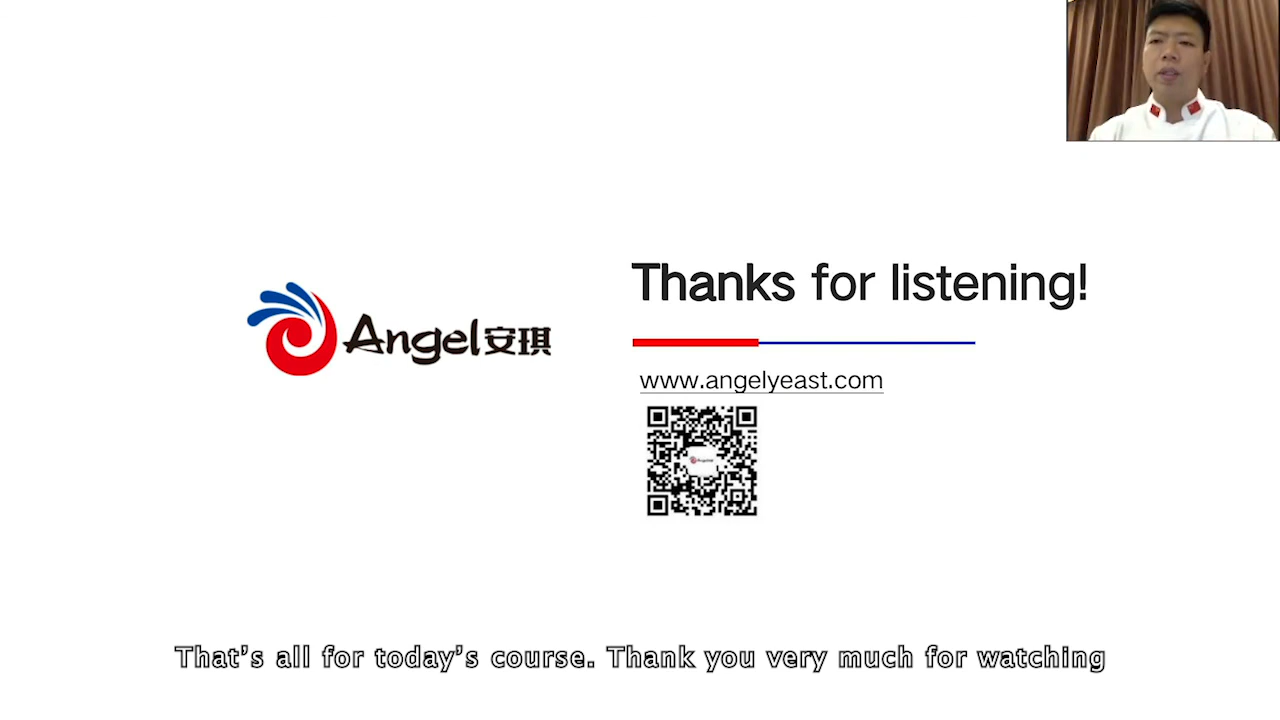 Thanks for listening!
Angel安琪
www.angelyeast.com
That's all for today's course. Thank you very much for watching